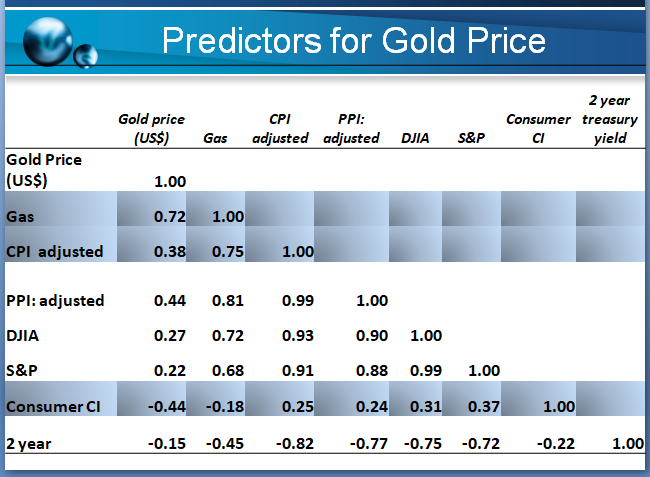 Predictors for Gold Price
Gold price (US$) Gas CPI adjusted PPI: adjusted DJIA S&P Consumer CI 2 year treasury yield
Gold Price (US$) 1.00
Gas 0.72 1.00
CPI adjusted 0.38 0.75 1.00
PPI: adjusted 0.44 0.81 0.99 1.00
DJIA 0.27 0.72 0.93 0.90 1.00
S&P 0.22 0.68 0.91 0.88 0.99 1.00
Consumer CI -0.44 -0.18 0.25 0.24 0.31 0.37 1.00
2 year -0.15 -0.45 -0.82 -0.77 -0.75 -0.72 -0.22 1.00